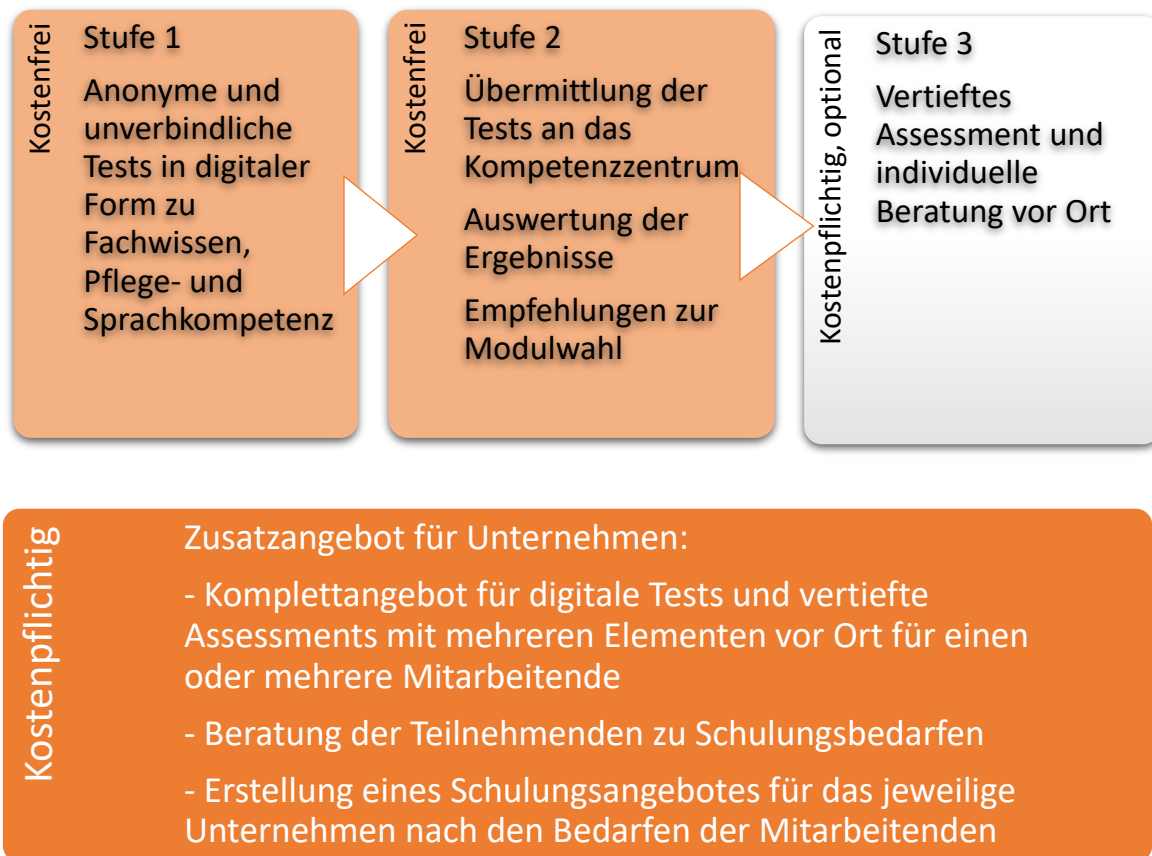 Kostenfrei
Stufe 1
Anonyme und
unverbindliche
Tests in digitaler
Form zu
Fachwissen,
Pflege- und
Sprachkompetenz
Kostenfrei
Stufe 2
Übermittlung der
Tests an das
Kompetenzzentrum
Auswertung der
Ergebnisse
Empfehlungen zur
Modulwahl
Kostenpflichtig, optional
Stufe 3
Vertieftes
Assessment und
individuelle
Beratung vor Ort
Kostenpflichtig
Zusatzangebot für Unternehmen:
- Komplettangebot für digitale Tests und vertiefte
Assessments mit mehreren Elementen vor Ort für einen
oder mehrere Mitarbeitende
- Beratung der Teilnehmenden zu Schulungsbedarfen
- Erstellung eines Schulungsangebotes für das jeweilige
Unternehmen nach den Bedarfen der Mitarbeitenden